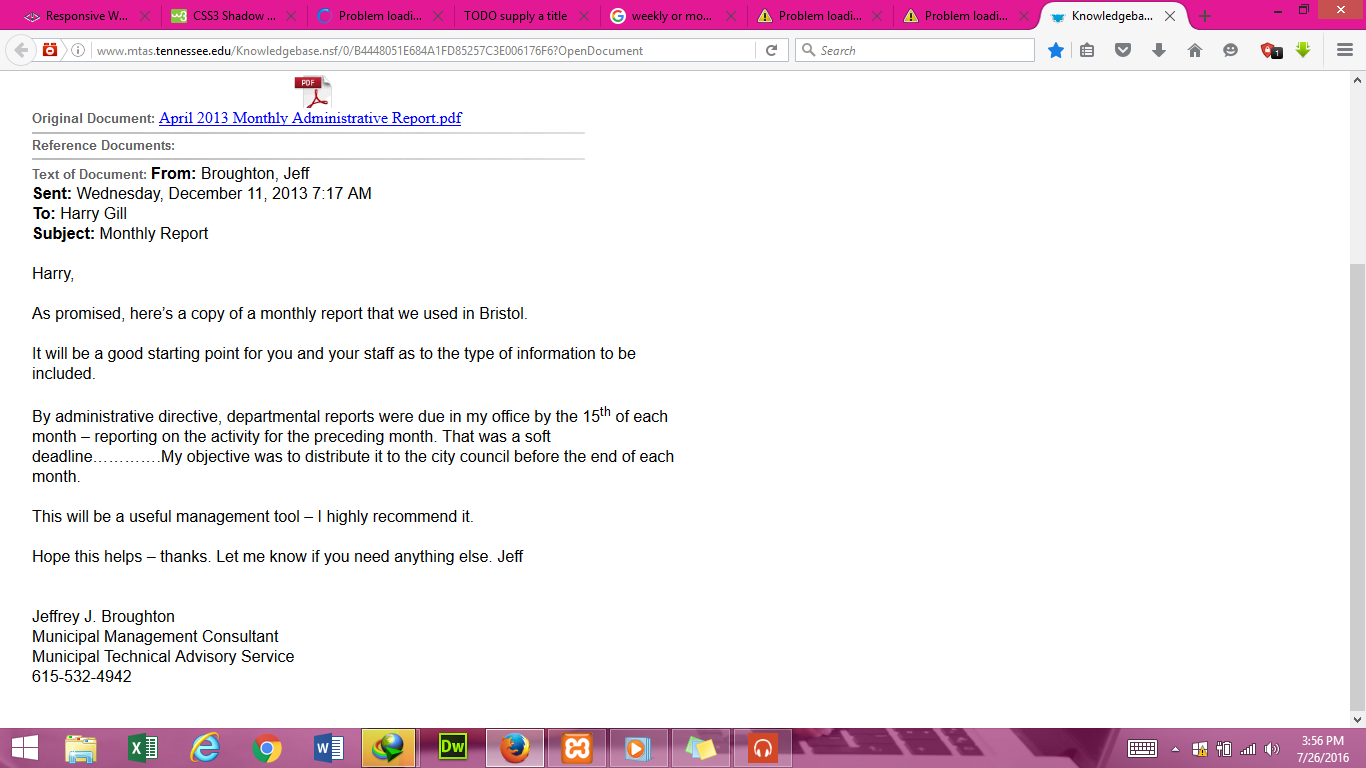 Responsive W...
CSS3 Shadow ...
Problem loadi...
TODO supply a title
weekly or mo...
Problem loadi...
Problem loadi...
Knowledgeba...
www.mtas.tennessee.edu/Knowledgebase.nsf/0/B4448051E684A1FD85257C3E006176F6?OpenDocument
Search
1
PDF
Original Document: April 2013 Monthly Administrative Report.pdf
Reference Documents:
Text of Document: From: Broughton, Jeff
Sent: Wednesday, December 11, 2013 7:17 AM
To: Harry Gill
Subject: Monthly Report
Harry,
As promised, here’s a copy of a monthly report that we used in Bristol.
It will be a good starting point for you and your staff as to the type of information to be
included.
By administrative directive, departmental reports were due in my office by the 15th of each
month – reporting on the activity for the preceding month. That was a soft
deadline………….My objective was to distribute it to the city council before the end of each
month.
This will be a useful management tool – I highly recommend it.
Hope this helps – thanks. Let me know if you need anything else. Jeff
Jeffrey J. Broughton
Municipal Management Consultant
Municipal Technical Advisory Service
615-532-4942
Dw
3:56 PM
7/26/2016